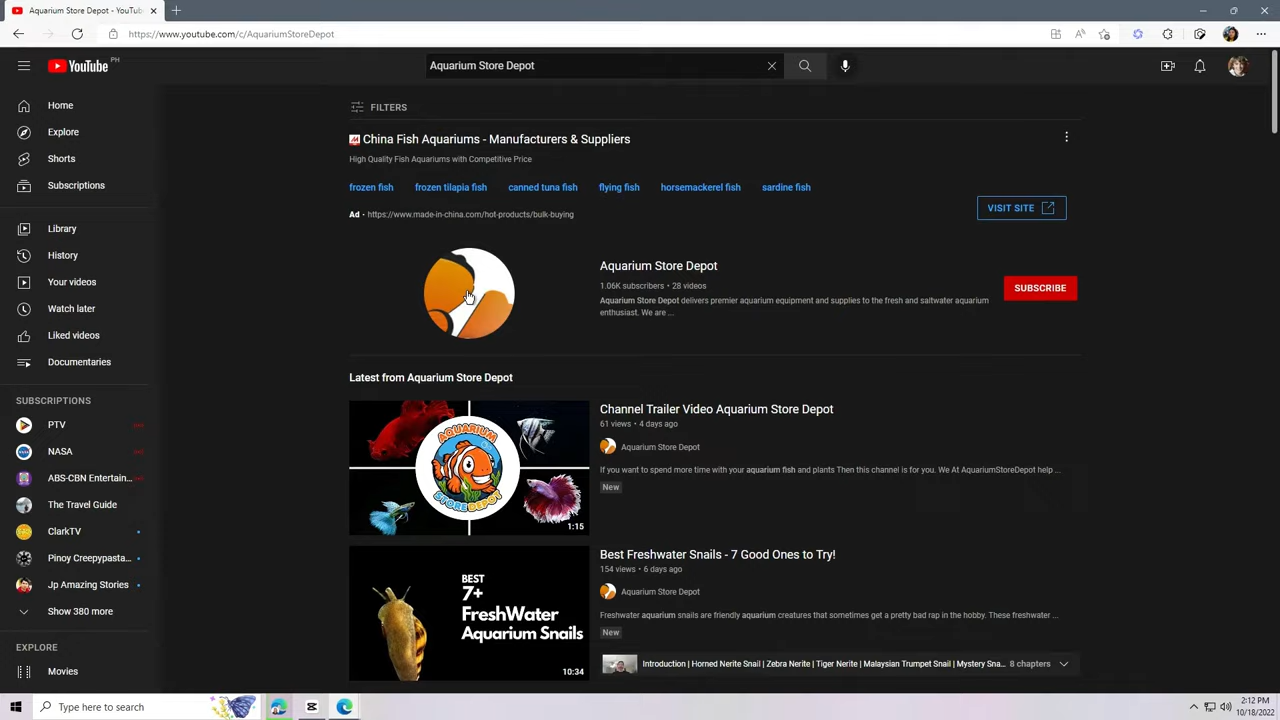 Aquarium Store Depot - YouTub
https://www.youtube.com/c/AquariumStoreDepot
YouTube PH
Aquarium Store Depot
Home
Explore
Shorts
Subscriptions
Library
History
Your videos
Watch later
Liked videos
Documentaries
SUBSCRIPTIONS
PTV
NASA
ABS-CBN Entertain...
The Travel Guide
ClarkTV
Pinoy Creepypasta...
Jp Amazing Stories
Show 380 more
EXPLORE
Movies
FILTERS
China Fish Aquariums - Manufacturers & Suppliers
High Quality Fish Aquariums with Competitive Price
frozen fish frozen tilapia fish canned tuna fish flying fish horsemackerel fish sardine fish
Ad · https://www.made-in-china.com/hot-products/bulk-buying
VISIT SITE
Aquarium Store Depot
1.06K subscribers • 28 videos
Aquarium Store Depot delivers premier aquarium equipment and supplies to the fresh and saltwater aquarium
enthusiast. We are ...
SUBSCRIBE
Latest from Aquarium Store Depot
AQUARIUM
STORE DEPOT
1:15
Channel Trailer Video Aquarium Store Depot
61 views • 4 days ago
Aquarium Store Depot
If you want to spend more time with your aquarium fish and plants Then this channel is for you. We At AquariumStoreDepot help ...
New
BEST
7+
FreshWater
Aquarium Snails
10:34
Best Freshwater Snails - 7 Good Ones to Try!
154 views • 6 days ago
Aquarium Store Depot
Freshwater aquarium snails are friendly aquarium creatures that sometimes get a pretty bad rap in the hobby. These freshwater ...
New
Introduction | Horned Nerite Snail | Zebra Nerite | Tiger Nerite | Malaysian Trumpet Snail | Mystery Sna... 8 chapters
Type here to search
2:12 PM
10/18/2022